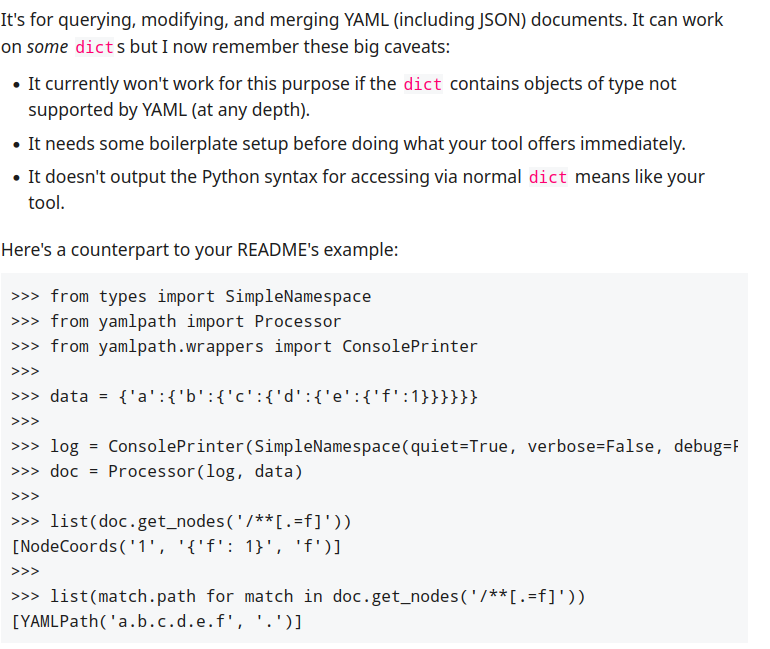 It's for querying, modifying, and merging YAML (including JSON) documents. It can work
on some dicts but I now remember these big caveats:
• It currently won't work for this purpose if the dict contains objects of type not
supported by YAML (at any depth).
• It needs some boilerplate setup before doing what your tool offers immediately.
• It doesn't output the Python syntax for accessing via normal dict means like your
tool.
Here's a counterpart to your README's example:
>>> from types import SimpleNamespace
>>> from yamlpath import Processor
>>> from yamlpath.wrappers import ConsolePrinter
>>>
>>> data = {'a':{'b':{'c':{'d':{'e':{'f':1}}}}}}
>>>
>>> log = ConsolePrinter(SimpleNamespace(quiet=True, verbose=False, debug=F
>>> doc = Processor(log, data)
>>>
>>> list(doc.get_nodes('/**[.=f]'))
[NodeCoords('1', '{'f': 1}', 'f')]
>>>
>>> list(match.path for match in doc.get_nodes('/**[.=f]'))
[YAMLPath('a.b.c.d.e.f', '.')]